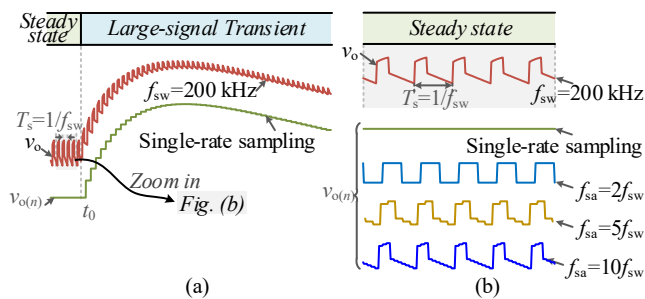 Steady state
Large-signal Transient
Steady state
vo
fsw=200 kHz
Ts=1/fsw
vo
Single-rate sampling
Zoom in
Fig. (b)
vo(n)
t0
(a)
vo
Ts=1/fsw
fsw=200 kHz
Single-rate sampling
vo(n)
fsa=2fsw
fsa=5fsw
fsa=10fsw
(b)